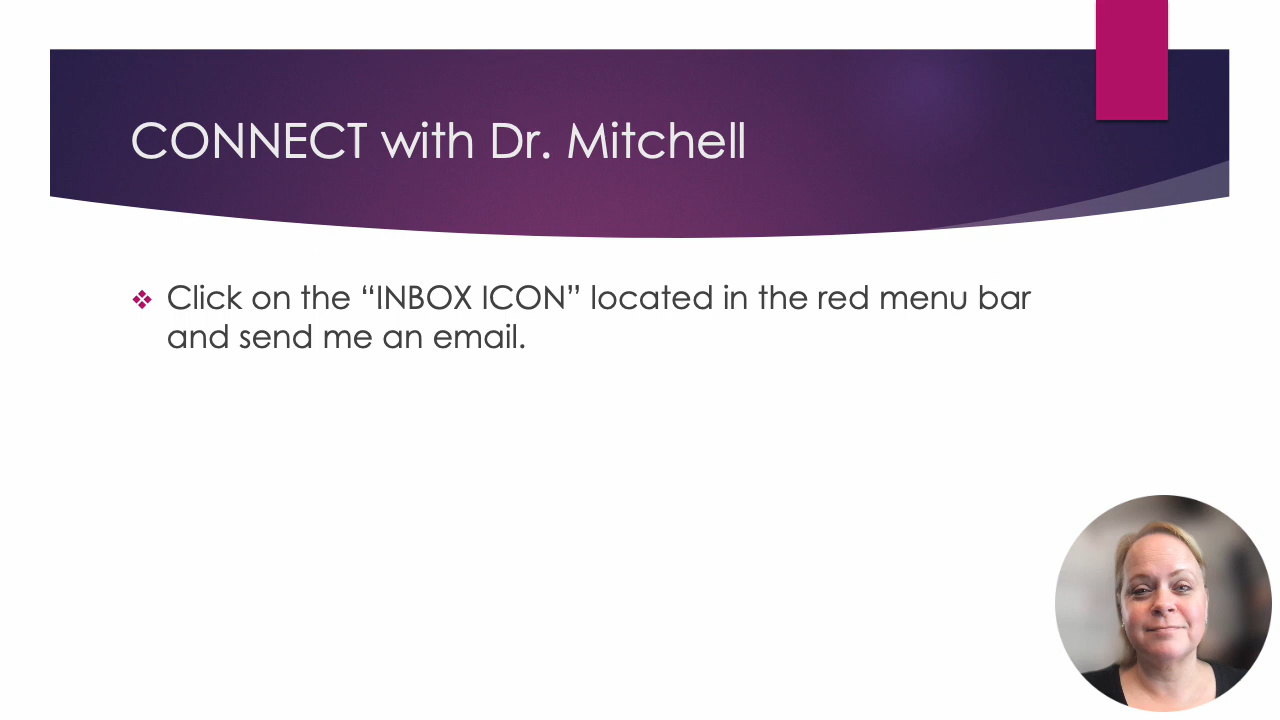 CONNECT with Dr. Mitchell
Click on the “INBOX ICON” located in the red menu bar
and send me an email.